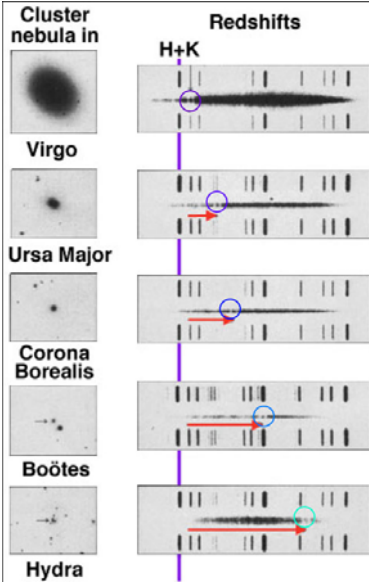 Cluster
nebula in
Redshifts
H+K
Virgo
Ursa Major
Corona
Borealis
Boötes
Hydra